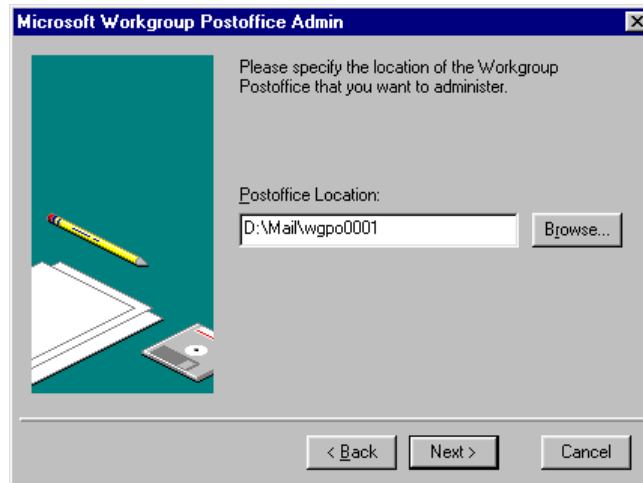 Microsoft Workgroup Postoffice Admin
Please specify the location of the Workgroup
Postoffice that you want to administer.
Postoffice Location:
D:\Mail\wgpo0001
Browse...
< Back
Next >
Cancel